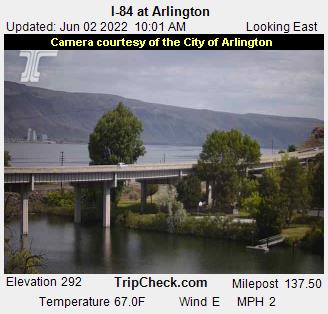 I-84 at Arlington
Updated: Jun 02 2022 10:01 AM Looking East
Camera courtesy of the City of Arlington
Elevation 292 TripCheck.com Milepost 137.50
Temperature 67.0F Wind E MPH 2